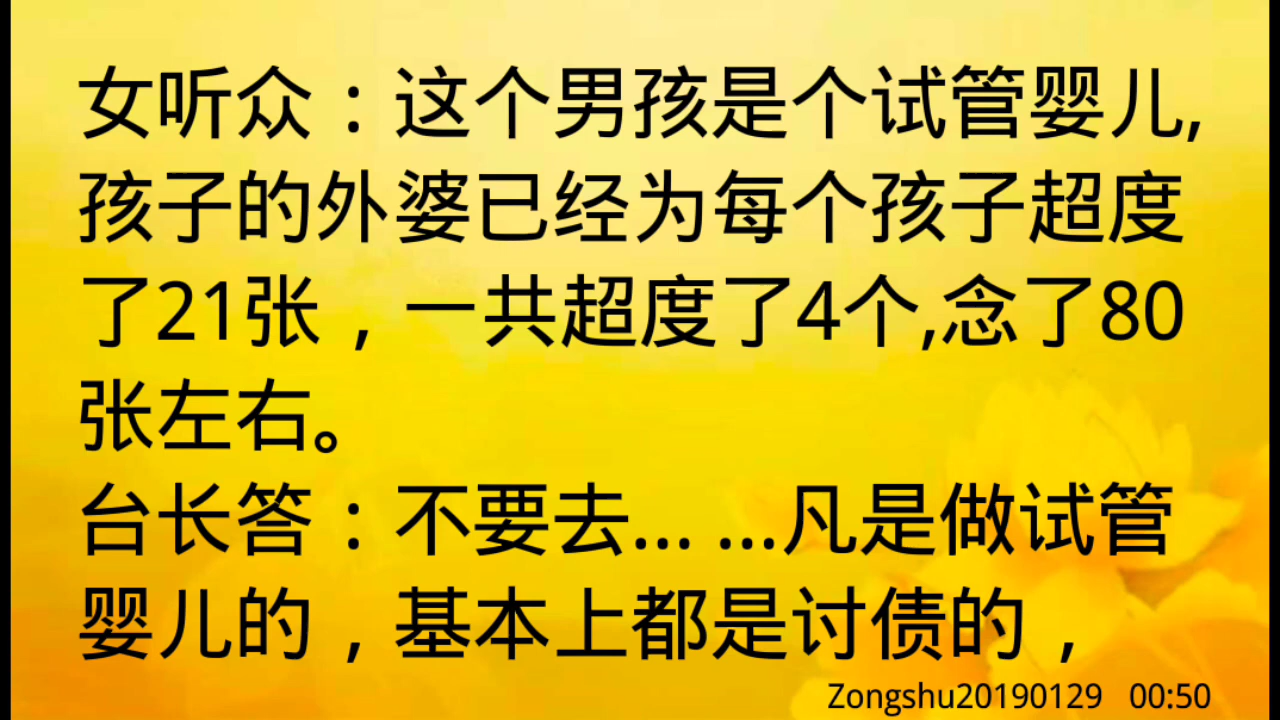 女听众：这个男孩是个试管婴儿,
孩子的外婆已经为每个孩子超度
了21张，一共超度了4个,念了80
张左右。
台长答：不要去... ...凡是做试管
婴儿的，基本上都是讨债的，
Zongshu20190129 00:50